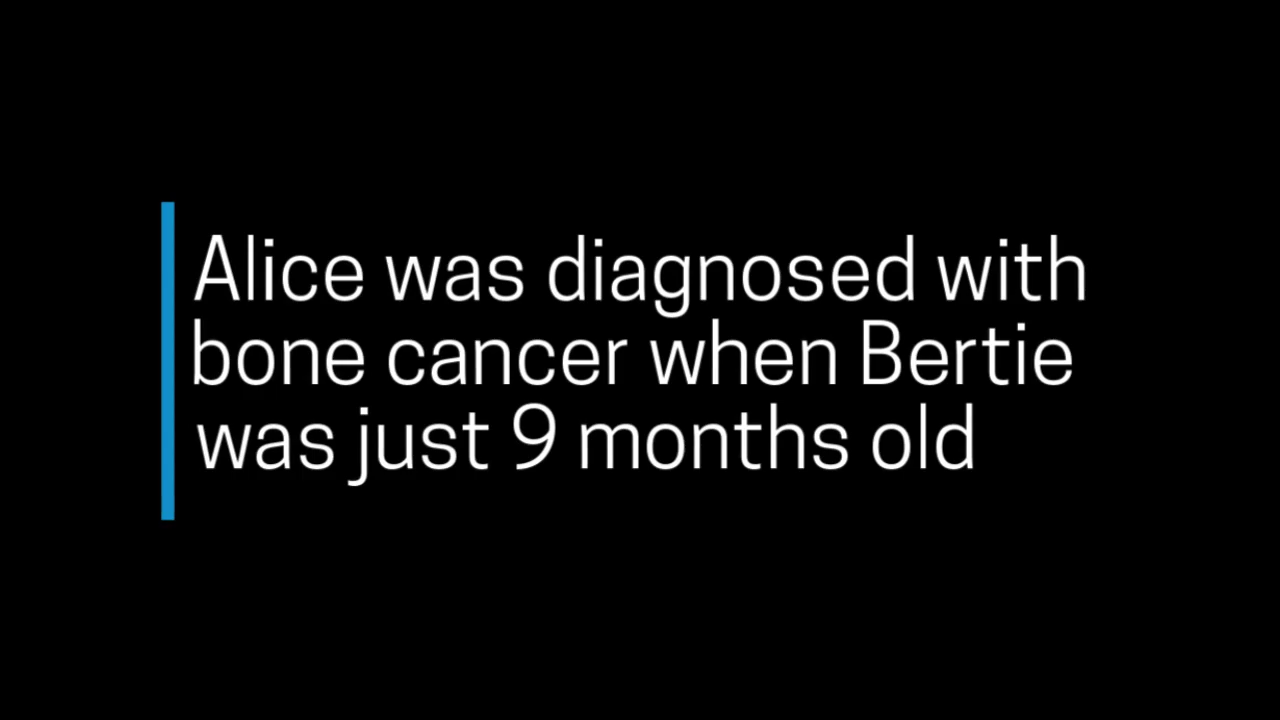 Alice was diagnosed with
bone cancer when Bertie
was just 9 months old